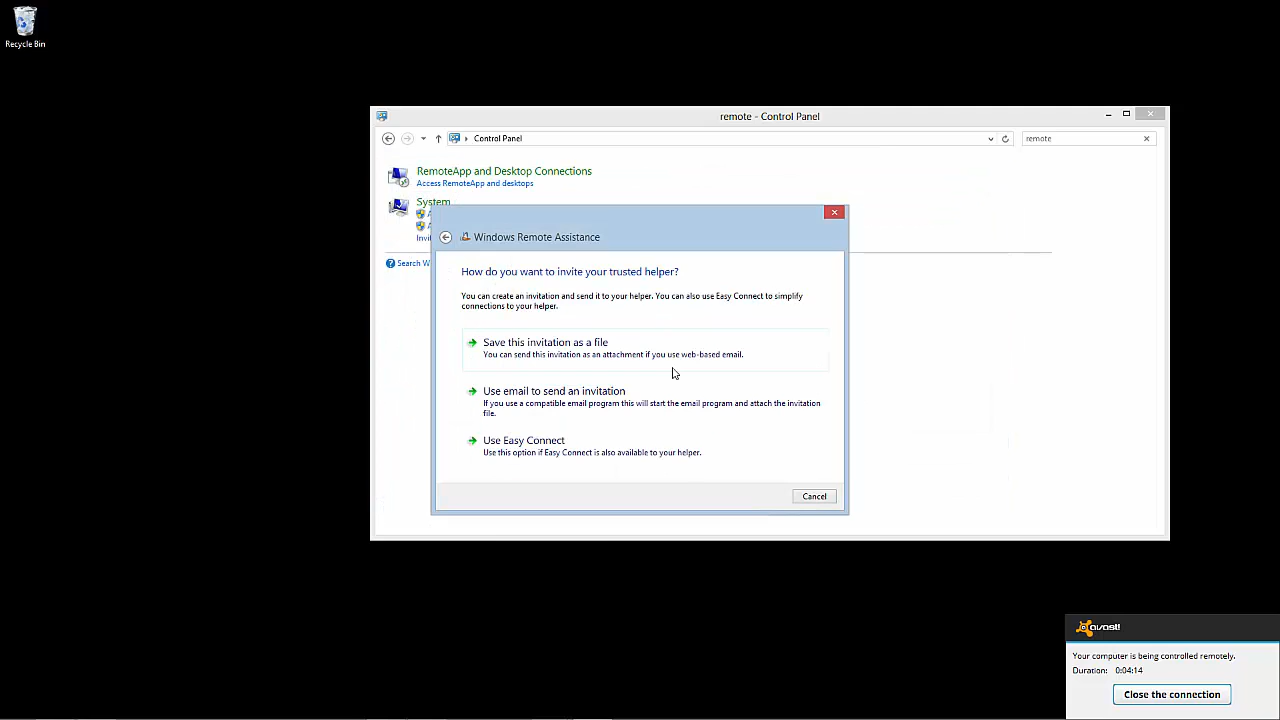 Recycle Bin
remote - Control Panel
Control Panel
remote
RemoteApp and Desktop Connections
Access RemoteApp and desktops
System
Search W
Windows Remote Assistance
How do you want to invite your trusted helper?
You can create an invitation and send it to your helper. You can also use Easy Connect to simplify
connections to your helper.
Save this invitation as a file
You can send this invitation as an attachment if you use web-based email.
Use email to send an invitation
If you use a compatible email program this will start the email program and attach the invitation
file.
Use Easy Connect
Use this option if Easy Connect is also available to your helper.
Cancel
avast!
Your computer is being controlled remotely.
Duration: 0:04:14
Close the connection